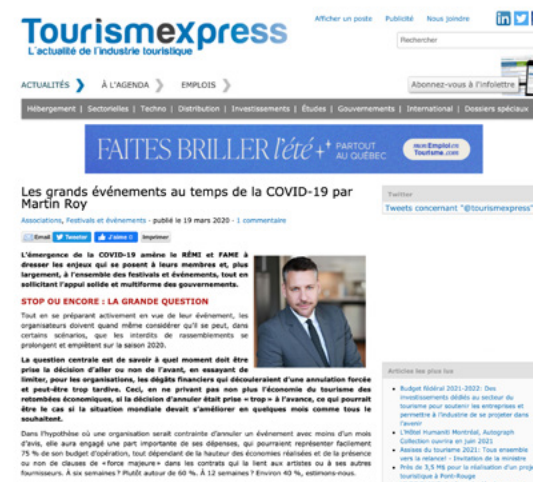 Tourismexpress
L'actualité de l'industrie touristique
Afficher un poste Publicité Nous joindre
Rechercher
ACTUALITÉS À L'AGENDA EMPLOIS
Abonnez-vous à l'infolettre
Hébergement | Sectorielles | Techno | Distribution | Investissements | Études | Gouvernements | International | Dossiers spéciaux
FAITES BRILLER l'été PARTOUT
AU QUÉBEC
monEmploi en
Tourisme.com
Les grands événements au temps de la COVID-19 par
Martin Roy
Associations, Festivals et événements - publié le 19 mars 2020 - 1 commentaire
Email Tweeter J'aime 0 Imprimer
L'émergence de la COVID-19 amène le RÉMI et FAME à
dresser les enjeux qui se posent à leurs membres et, plus
largement, à l'ensemble des festivals et événements, tout en
sollicitant l'appui solide et multiforme des gouvernements.
STOP OU ENCORE : LA GRANDE QUESTION
Tout en se préparant activement en vue de leur événement, les
organisateurs doivent quand même considérer qu'il se peut, dans
certains scénarios, que les interdits de rassemblements se
prolongent et empiètent sur la saison 2020.
La question centrale est de savoir à quel moment doit être
prise la décision d'aller ou non de l'avant, en essayant de
limiter, pour les organisations, les dégâts financiers qui découleraient d'une annulation forcée
et peut-être trop tardive. Ceci, en ne privant pas non plus l'économie du tourisme des
retombées économiques, si la décision d'annuler était prise « trop » à l'avance, ce qui pourrait
être le cas si la situation mondiale devait s'améliorer en quelques mois comme tous le
souhaitent.
Dans l'hypothèse où une organisation serait contrainte d'annuler un événement avec moins d'un mois
d'avis, elle aura engagé une part importante de ses dépenses, qui pourraient représenter facilement
75 % de son budget d'opération, tout dépendant de la hauteur des économies réalisées et de la présence
ou non de clauses de « force majeure » dans les contrats qui la lient aux artistes ou à ses autres
fournisseurs. À six semaines ? Plutôt autour de 60 %. À 12 semaines ? Environ 40 %, estimons-nous.
Twitter
Tweets concernant "@tourismexpress"
Articles les plus lus
Budget fédéral 2021-2022: Des
investissements dédiés au secteur du
tourisme pour soutenir les entreprises et
permettre à l'industrie de se projeter dans
l'avenir
L'Hôtel Humaniti Montréal, Autograph
Collection ouvrira en juin 2021
Assises du tourisme 2021: Tous ensemble
vers la relance! - Invitation de la ministre
Près de 3,5 M$ pour la réalisation d'un proje
touristique à Pont-Rouge